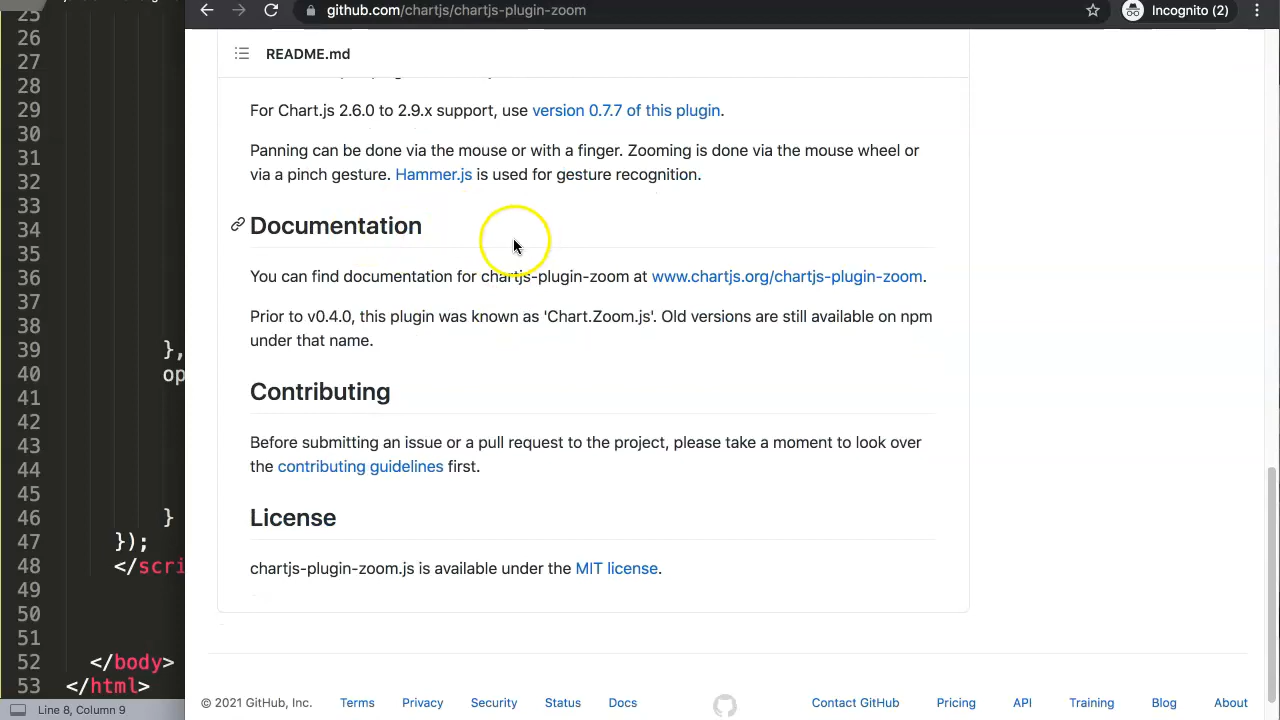 github.com/chartjs/chartjs-plugin-zoom
Incognito (2)
README.md
For Chart.js 2.6.0 to 2.9.x support, use version 0.7.7 of this plugin.
Panning can be done via the mouse or with a finger. Zooming is done via the mouse wheel or
via a pinch gesture. Hammer.js is used for gesture recognition.
Documentation
You can find documentation for chartjs-plugin-zoom at www.chartjs.org/chartjs-plugin-zoom.
Prior to v0.4.0, this plugin was known as 'Chart.Zoom.js'. Old versions are still available on npm
under that name.
Contributing
Before submitting an issue or a pull request to the project, please take a moment to look over
the contributing guidelines first.
License
chartjs-plugin-zoom.js is available under the MIT license.
© 2021 GitHub, Inc. Terms Privacy Security Status Docs Contact GitHub Pricing API Training Blog About
25
26
27
28
29
30
31
32
33
34
35
36
37
38
39 },
40 op
41
42
43
44
45
46 }
47 });
48 </scri
49
50
51
52 </body>
53 </html>
Line 8, Column 9